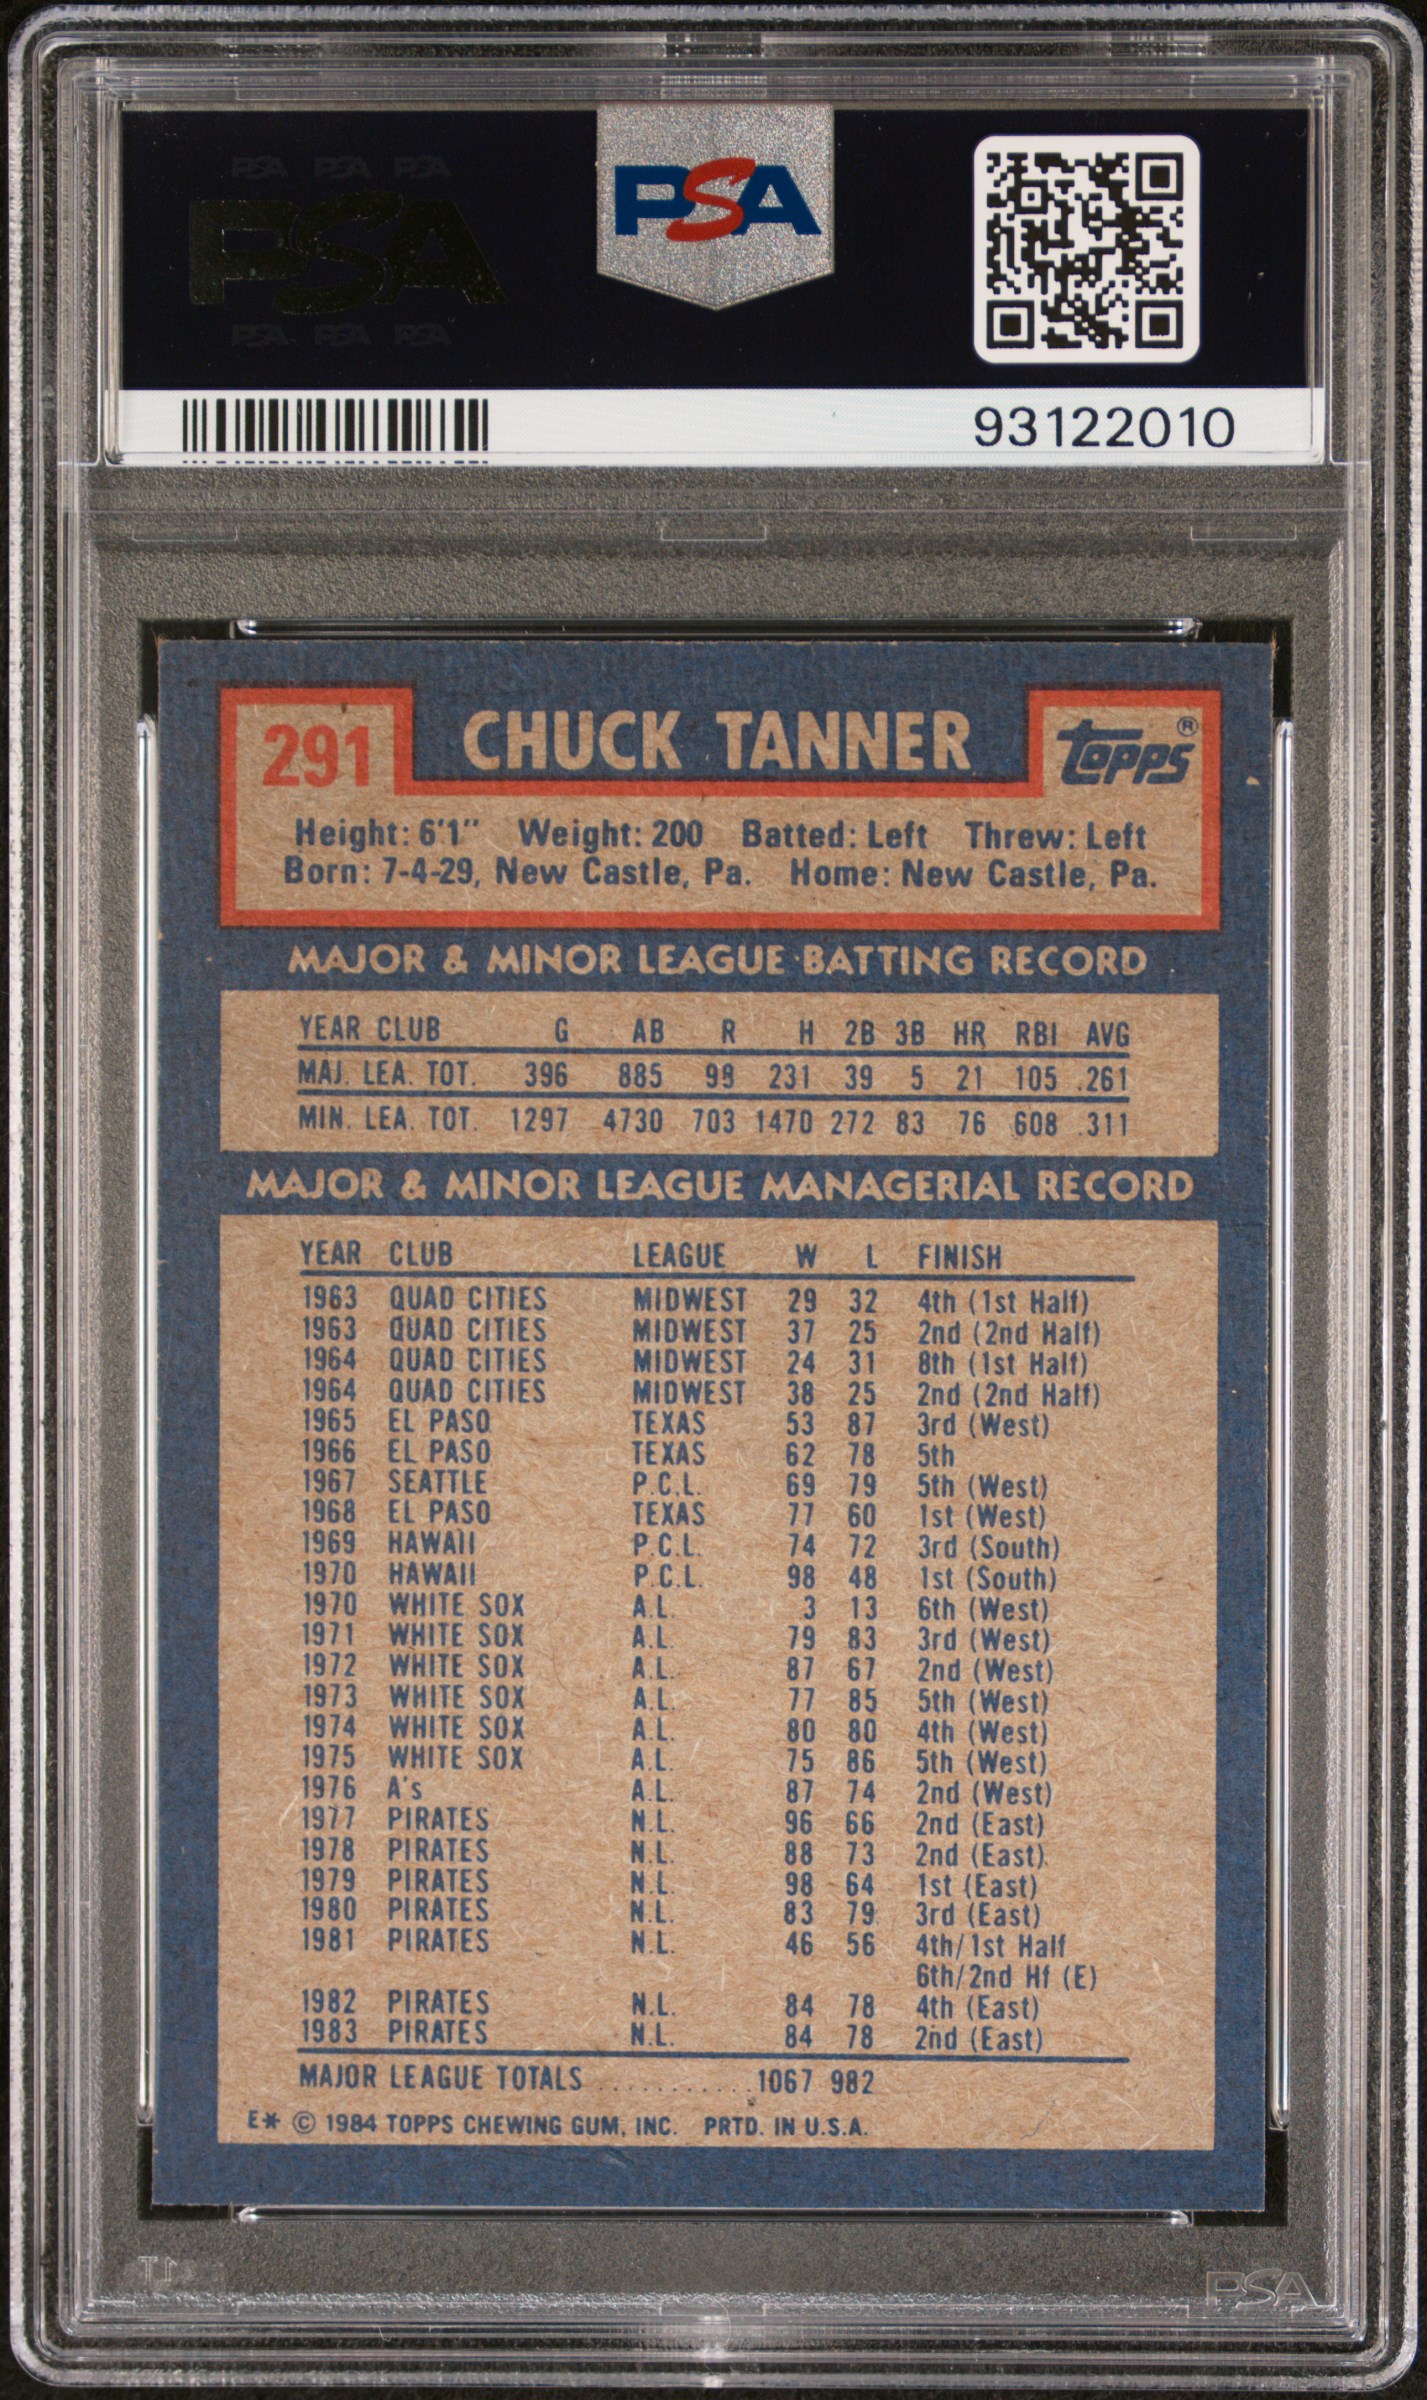 PSA PSA PSA
PSA
PSA PSA PSA
PSA
93122010
291 CHUCK TANNER topps®
Height: 6'1" Weight: 200 Batted: Left Threw: Left
Born: 7-4-29, New Castle, Pa. Home: New Castle, Pa.
MAJOR & MINOR LEAGUE BATTING RECORD
YEAR CLUB G AB R H 2B 3B HR RBI AVG
MAJ. LEA. TOT. 396 885 98 231 39 5 21 105 .261
MIN. LEA. TOT. 1297 4730 703 1470 272 83 76 608 .311
MAJOR & MINOR LEAGUE MANAGERIAL RECORD
YEAR CLUB LEAGUE W L FINISH
1963 QUAD CITIES MIDWEST 29 32 4th (1st Half)
1963 QUAD CITIES MIDWEST 37 25 2nd (2nd Half)
1964 QUAD CITIES MIDWEST 24 31 8th (1st Half)
1964 QUAD CITIES MIDWEST 38 25 2nd (2nd Half)
1965 EL PASO TEXAS 53 87 3rd (West)
1966 EL PASO TEXAS 62 78 5th
1967 SEATTLE P.C.L. 69 79 5th (West)
1968 EL PASO TEXAS 77 60 1st (West)
1969 HAWAII P.C.L. 74 72 3rd (South)
1970 HAWAII P.C.L. 98 48 1st (South)
1970 WHITE SOX A.L. 3 13 6th (West)
1971 WHITE SOX A.L. 79 83 3rd (West)
1972 WHITE SOX A.L. 87 67 2nd (West)
1973 WHITE SOX A.L. 77 85 5th (West)
1974 WHITE SOX A.L. 80 80 4th (West)
1975 WHITE SOX A.L. 75 86 5th (West)
1976 A's A.L. 87 74 2nd (West)
1977 PIRATES N.L. 96 66 2nd (East)
1978 PIRATES N.L. 88 73 2nd (East)
1979 PIRATES N.L. 98 64 1st (East)
1980 PIRATES N.L. 83 79 3rd (East)
1981 PIRATES N.L. 46 56 4th/1st Half
6th/2nd Hf (E)
1982 PIRATES N.L. 84 78 4th (East)
1983 PIRATES N.L. 84 78 2nd (East)
MAJOR LEAGUE TOTALS ........... 1067 982
E* © 1984 TOPPS CHEWING GUM, INC. PRTD. IN U.S.A.
PSA